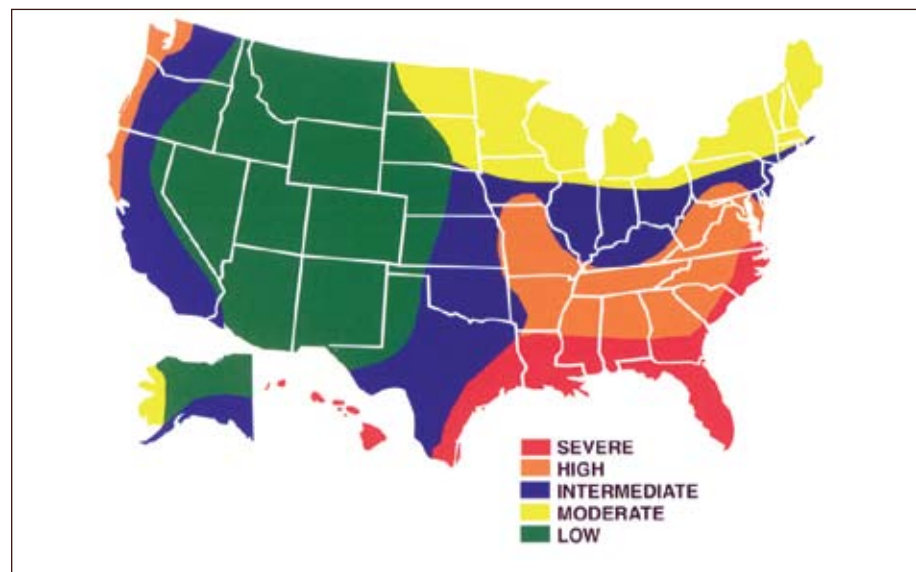 SEVERE
HIGH
INTERMEDIATE
MODERATE
LOW